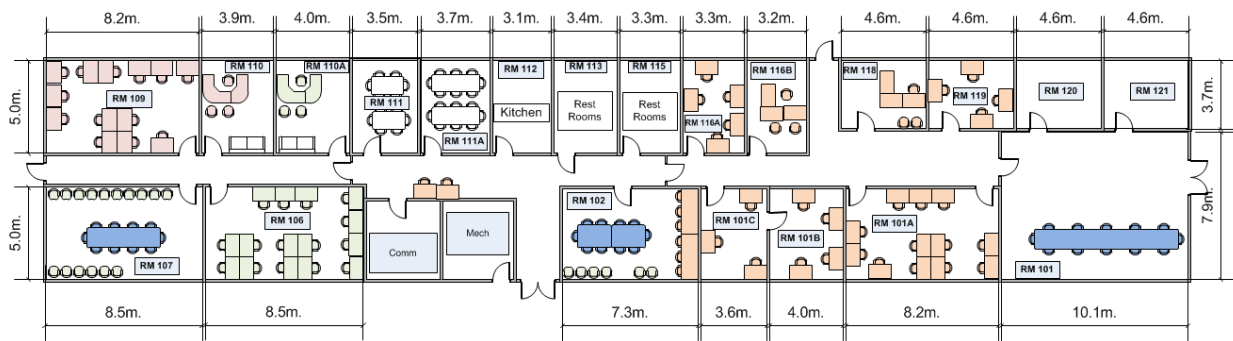 8.2m.
3.9m.
4.0m.
3.5m.
3.7m.
3.1m.
3.4m.
3.3m.
3.3m.
3.2m.
4.6m.
4.6m.
4.6m.
4.6m.
5.0m.
RM 109
RM 110
RM 110A
RM 111
RM 111A
RM 112
Kitchen
RM 113
Rest
Rooms
RM 115
Rest
Rooms
RM 116A
RM 116B
RM 118
RM 119
RM 120
RM 121
3.7m.
5.0m.
RM 107
RM 106
Comm
Mech
RM 102
RM 101C
RM 101B
RM 101A
RM 101
7.9m.
8.5m.
8.5m.
7.3m.
3.6m.
4.0m.
8.2m.
10.1m.